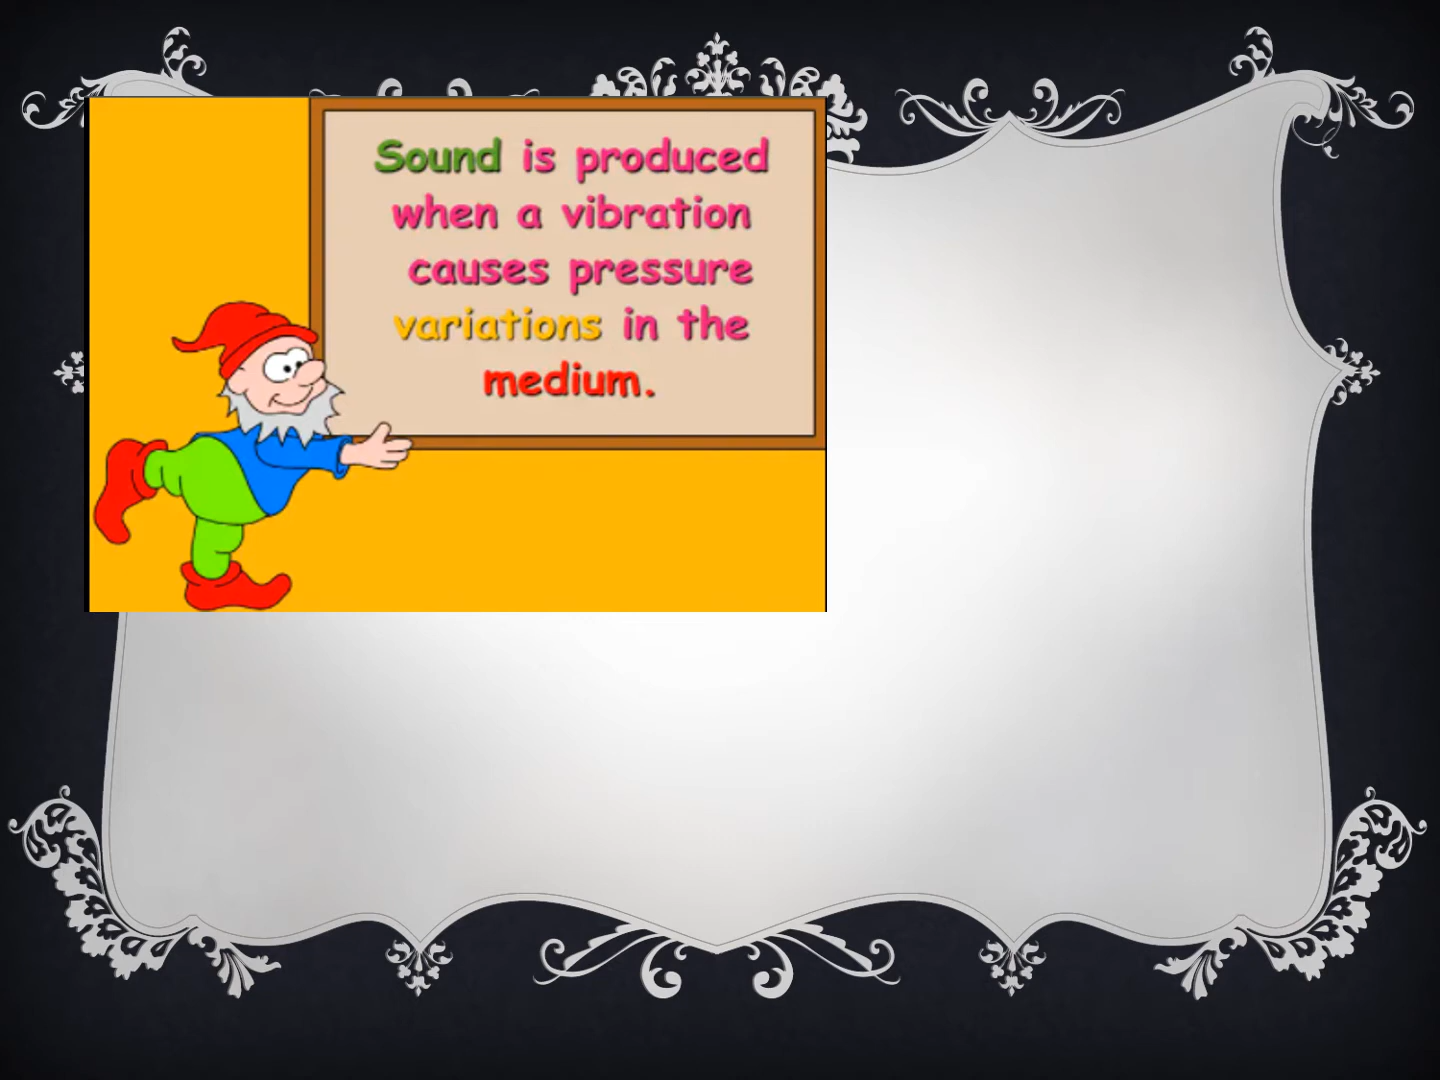 Sound is produced
when a vibration
causes pressure
variations in the
medium.